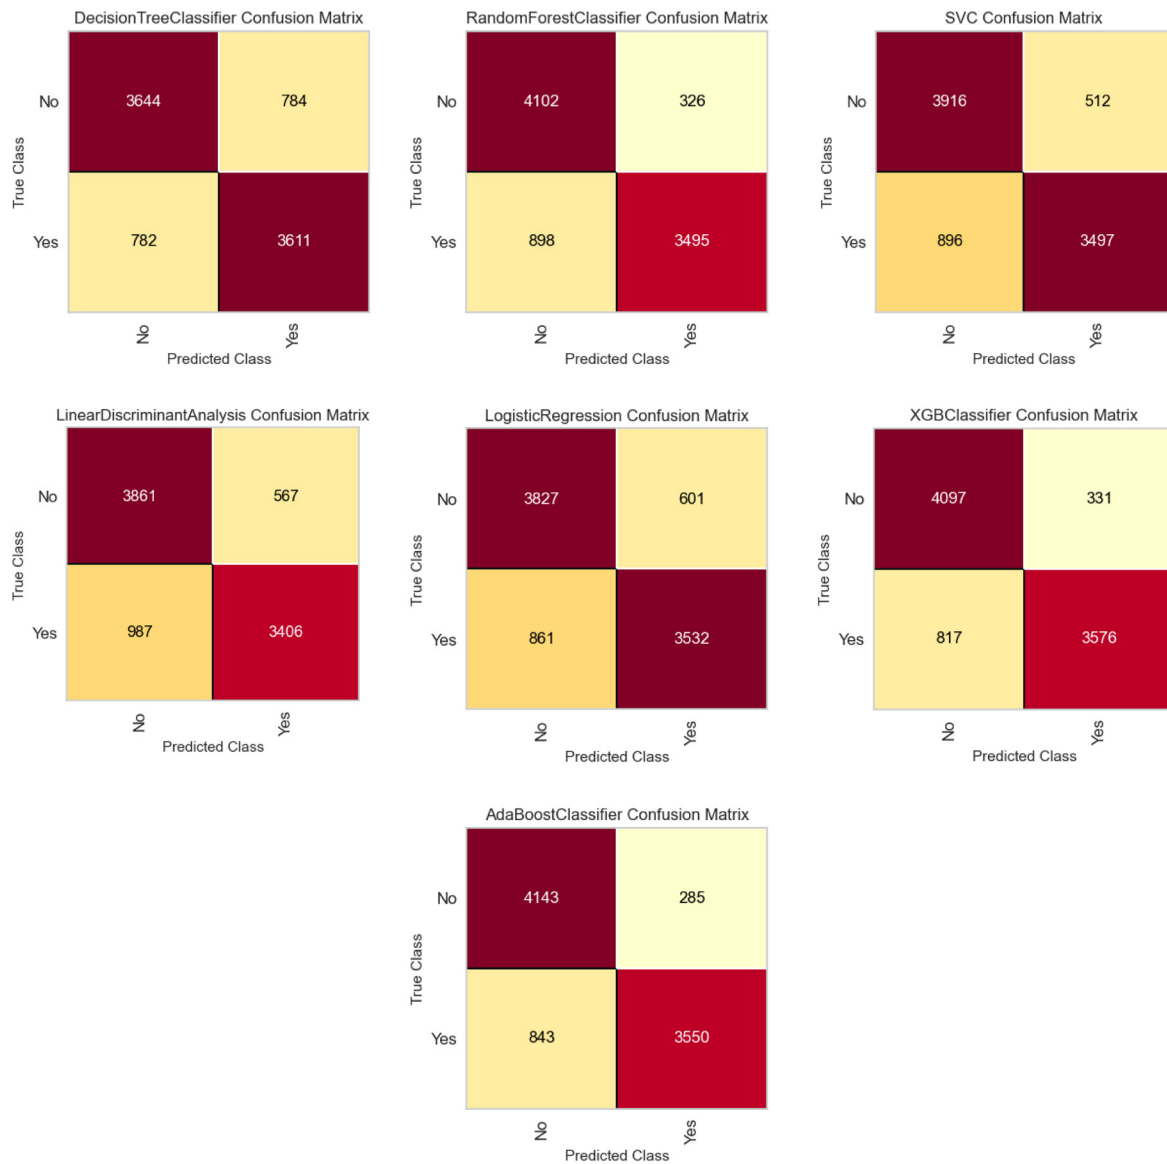 DecisionTreeClassifier Confusion Matrix
True Class
No
3644
784
Yes
782
3611
No
Yes
Predicted Class
RandomForestClassifier Confusion Matrix
True Class
No
4102
326
Yes
898
3495
No
Yes
Predicted Class
SVC Confusion Matrix
True Class
No
3916
512
Yes
896
3497
No
Yes
Predicted Class
LinearDiscriminantAnalysis Confusion Matrix
True Class
No
3861
567
Yes
987
3406
No
Yes
Predicted Class
LogisticRegression Confusion Matrix
True Class
No
3827
601
Yes
861
3532
No
Yes
Predicted Class
XGBClassifier Confusion Matrix
True Class
No
4097
331
Yes
817
3576
No
Yes
Predicted Class
AdaBoostClassifier Confusion Matrix
True Class
No
4143
285
Yes
843
3550
No
Yes
Predicted Class